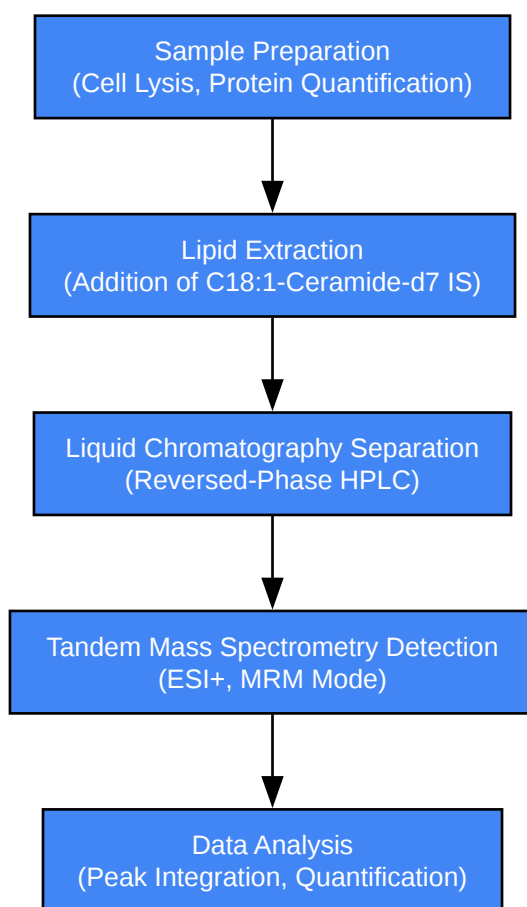 Sample Preparation
(Cell Lysis, Protein Quantification)
Lipid Extraction
(Addition of C18:1-Ceramide-d7 IS)
Liquid Chromatography Separation
(Reversed-Phase HPLC)
Tandem Mass Spectrometry Detection
(ESI+, MRM Mode)
Data Analysis
(Peak Integration, Quantification)